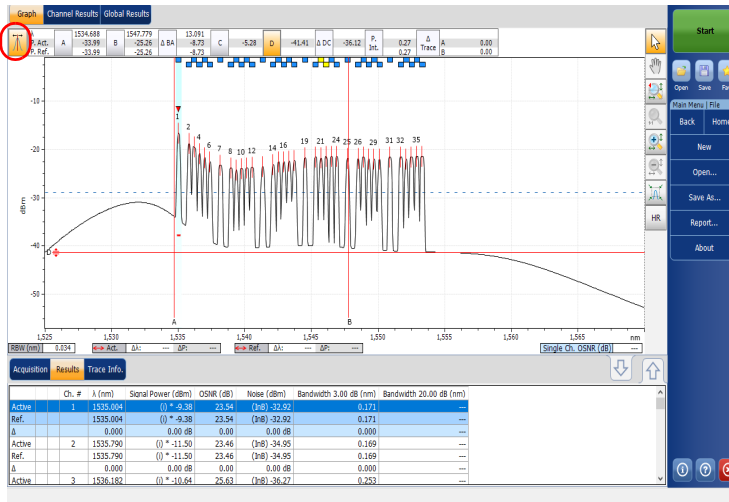 Graph Channel Results Global Results
λ 1534.688 1547.779 13.091
P. Act. A -33.99 B -25.26 Δ BA -8.73 C -5.28 D -41.41 Δ DC -36.12 P. Int. 0.27 Δ Trace A 0.00
P. Ref. -33.99 -25.26 -8.73 0.27 B 0.00
Start
Open Save Fav
Main Menu | File
Back Home
New
Open...
Save As...
Report...
About
HR
dBm
-10
-20
-30
-40
-50
1 2 4 6 7 8 10 12 14 16 19 21 24 25 26 29 31 32 35
D
A B
1,525 1,530 1,535 1,540 1,545 1,550 1,555 1,560 1,565 nm
RBW (nm) 0.034 Act. Δλ: --- ΔP: --- Ref. Δλ: --- ΔP: --- Single Ch. OSNR (dB) ---
Acquisition Results Trace Info.
Ch. # λ (nm) Signal Power (dBm) OSNR (dB) Noise (dBm) Bandwidth 3.00 dB (nm) Bandwidth 20.00 dB (nm)
Active 1 1535.004 (i) * -9.38 23.54 (InB) -32.92 0.171 ---
Ref. 1535.004 (i) * -9.38 23.54 (InB) -32.92 0.171 ---
Δ 0.000 0.00 dB 0.00 0.00 dB 0.000 ---
Active 2 1535.790 (i) * -11.50 23.46 (InB) -34.95 0.169 ---
Ref. 1535.790 (i) * -11.50 23.46 (InB) -34.95 0.169 ---
Δ 0.000 0.00 dB 0.00 0.00 dB 0.000 ---
Active 3 1536.182 (i) * -10.64 25.63 (InB) -36.27 0.253 ---